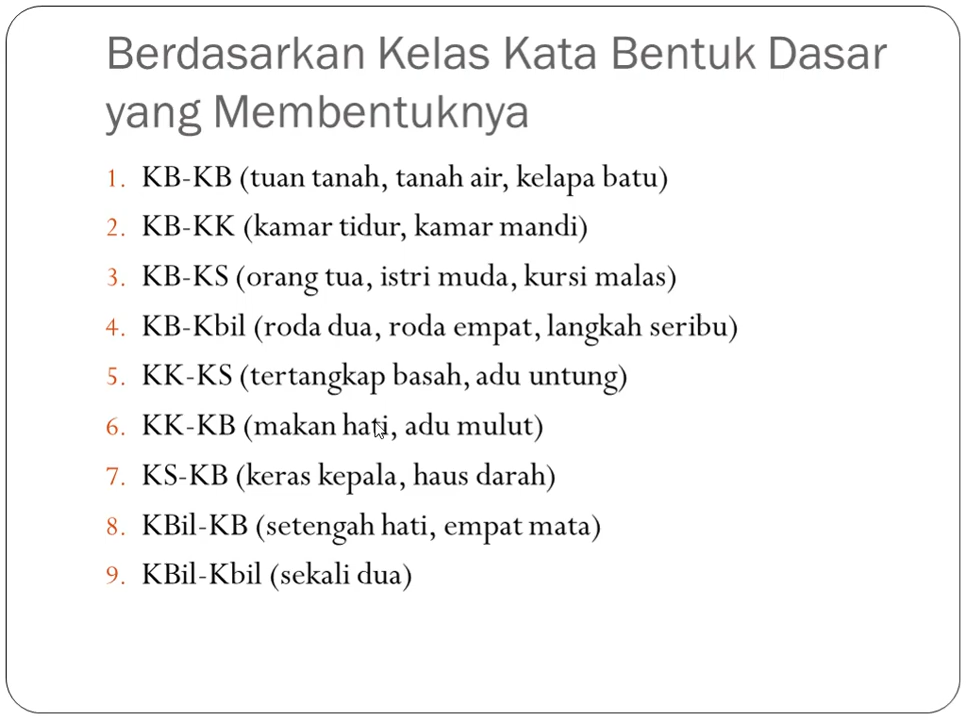 Berdasarkan Kelas Kata Bentuk Dasar
yang Membentuknya
1. KB-KB (tuan tanah, tanah air, kelapa batu)
2. KB-KK (kamar tidur, kamar mandi)
3. KB-KS (orang tua, istri muda, kursi malas)
4. KB-Kbil (roda dua, roda empat, langkah seribu)
5. KK-KS (tertangkap basah, adu untung)
6. KK-KB (makan hati, adu mulut)
7. KS-KB (keras kepala, haus darah)
8. KBil-KB (setengah hati, empat mata)
9. KBil-Kbil (sekali dua)